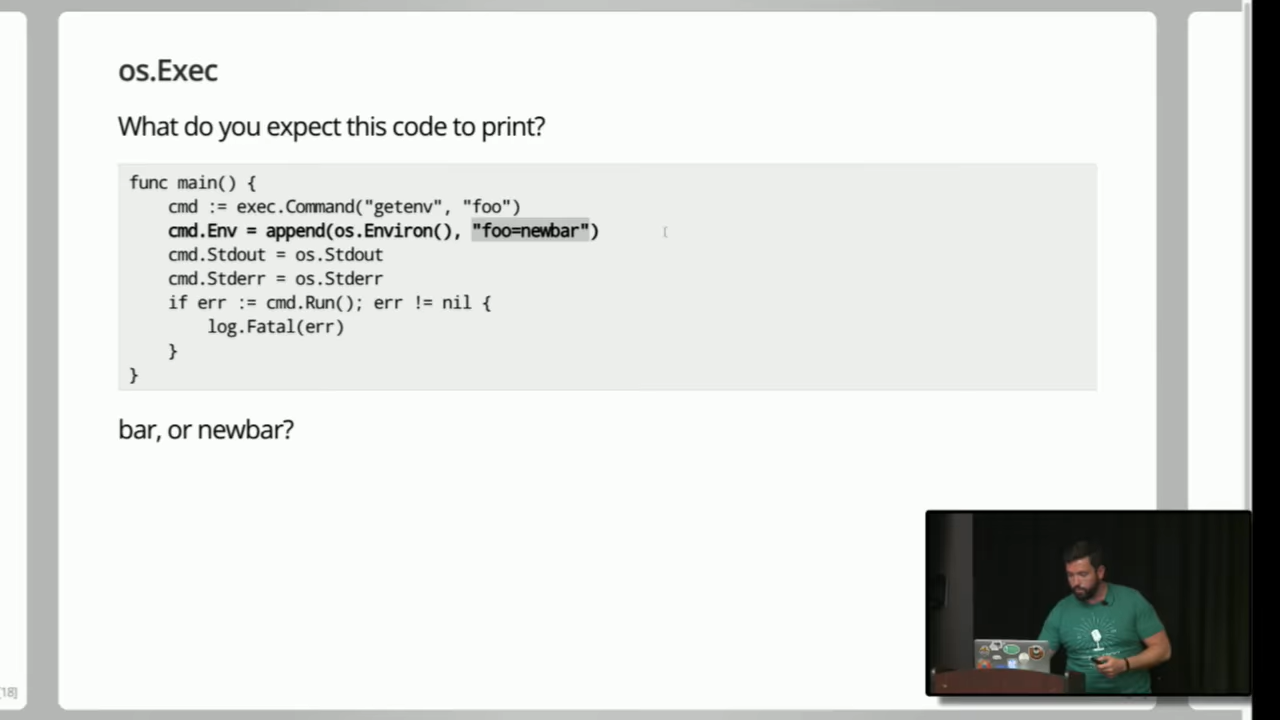 os.Exec
What do you expect this code to print?
func main() {
    cmd := exec.Command("getenv", "foo")
    cmd.Env = append(os.Environ(), "foo=newbar")
    cmd.Stdout = os.Stdout
    cmd.Stderr = os.Stderr
    if err := cmd.Run(); err != nil {
        log.Fatal(err)
    }
}
bar, or newbar?
[18]